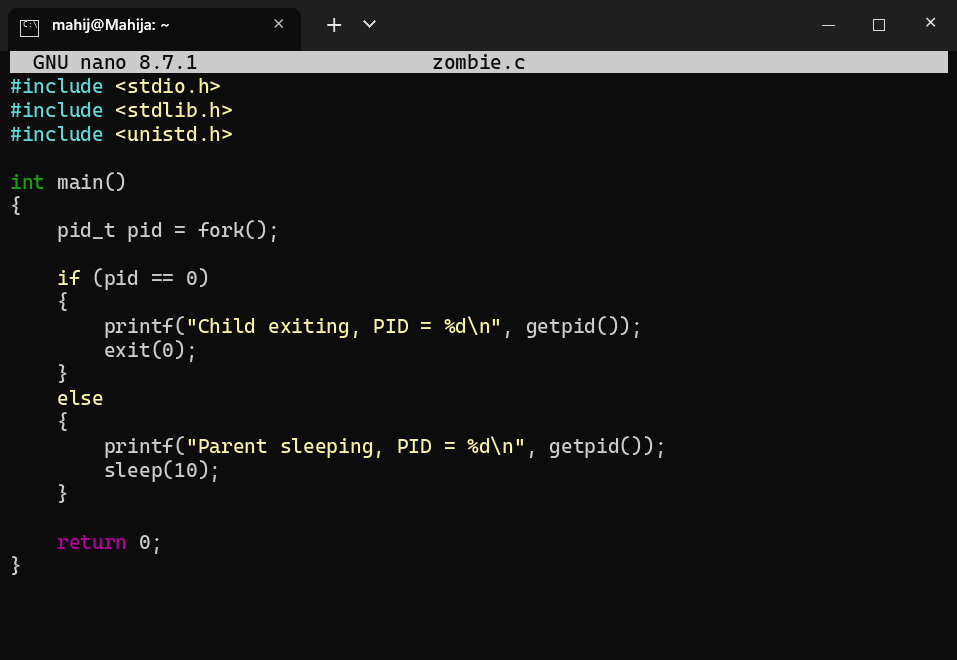 mahij@Mahija: ~
GNU nano 8.7.1 zombie.c
#include <stdio.h>
#include <stdlib.h>
#include <unistd.h>
int main()
{
    pid_t pid = fork();
    if (pid == 0)
    {
        printf("Child exiting, PID = %d\n", getpid());
        exit(0);
    }
    else
    {
        printf("Parent sleeping, PID = %d\n", getpid());
        sleep(10);
    }
    return 0;
}